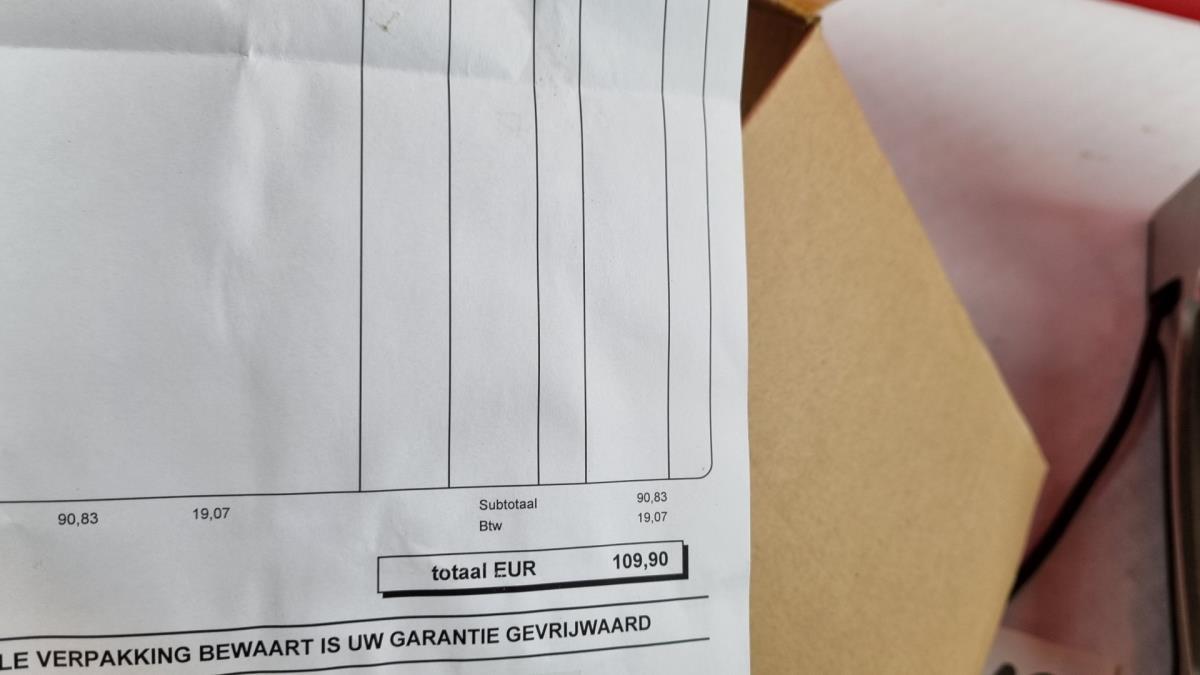 90,83 19,07 Subtotaal 90,83
Btw 19,07
totaal EUR 109,90
LE VERPAKKING BEWAART IS UW GARANTIE GEVRIJWAARD